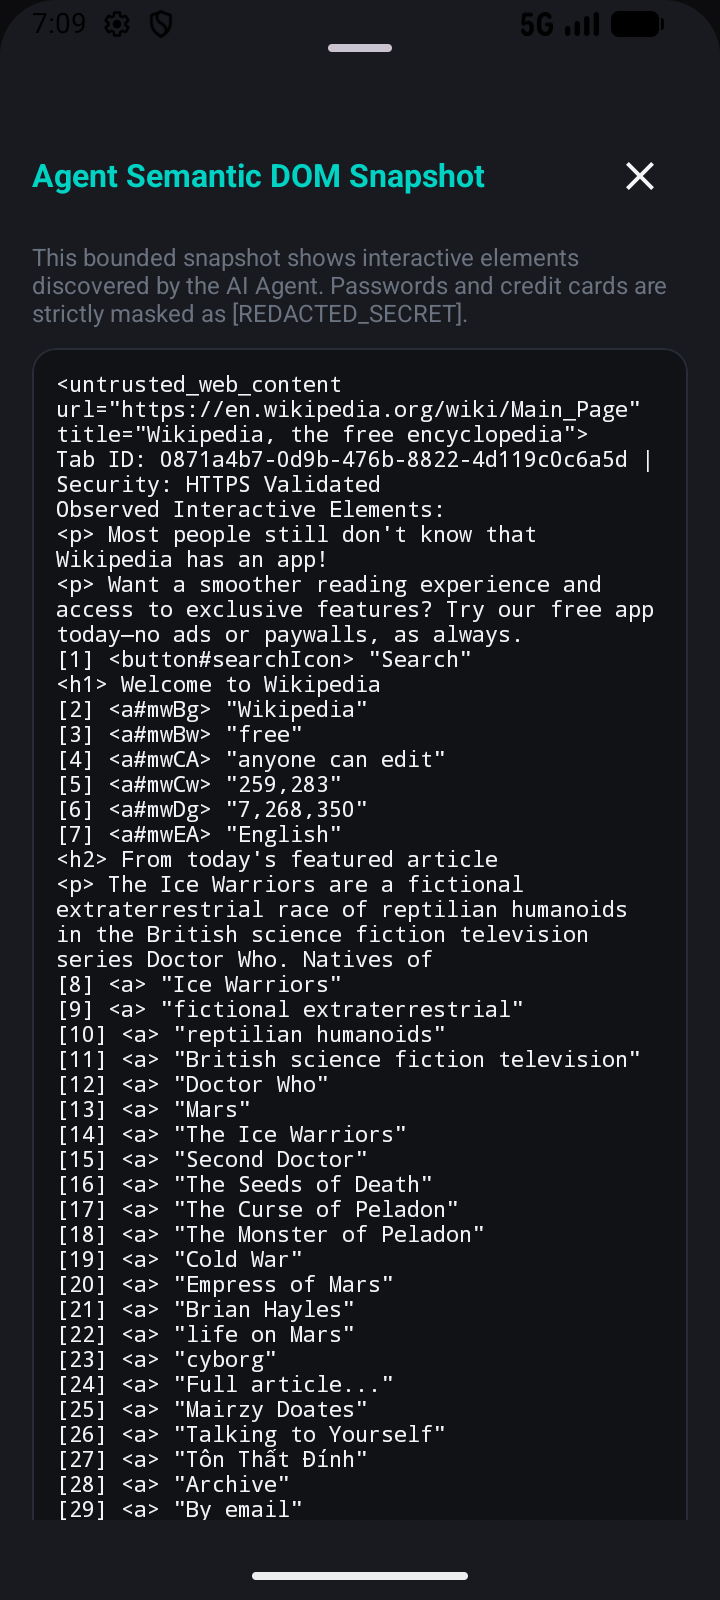 7:09
5G
Agent Semantic DOM Snapshot
This bounded snapshot shows interactive elements
discovered by the AI Agent. Passwords and credit cards are
strictly masked as [REDACTED_SECRET].
<untrusted_web_content
url="https://en.wikipedia.org/wiki/Main_Page"
title="Wikipedia, the free encyclopedia">
Tab ID: 0871a4b7-0d9b-476b-8822-4d119c0c6a5d |
Security: HTTPS Validated
Observed Interactive Elements:
<p> Most people still don't know that
Wikipedia has an app!
<p> Want a smoother reading experience and
access to exclusive features? Try our free app
today—no ads or paywalls, as always.
[1] <button#searchIcon> "Search"
<h1> Welcome to Wikipedia
[2] <a#mwBg> "Wikipedia"
[3] <a#mwBw> "free"
[4] <a#mwCA> "anyone can edit"
[5] <a#mwCw> "259,283"
[6] <a#mwDg> "7,268,350"
[7] <a#mwEA> "English"
<h2> From today's featured article
<p> The Ice Warriors are a fictional
extraterrestrial race of reptilian humanoids
in the British science fiction television
series Doctor Who. Natives of
[8] <a> "Ice Warriors"
[9] <a> "fictional extraterrestrial"
[10] <a> "reptilian humanoids"
[11] <a> "British science fiction television"
[12] <a> "Doctor Who"
[13] <a> "Mars"
[14] <a> "The Ice Warriors"
[15] <a> "Second Doctor"
[16] <a> "The Seeds of Death"
[17] <a> "The Curse of Peladon"
[18] <a> "The Monster of Peladon"
[19] <a> "Cold War"
[20] <a> "Empress of Mars"
[21] <a> "Brian Hayles"
[22] <a> "life on Mars"
[23] <a> "cyborg"
[24] <a> "Full article..."
[25] <a> "Mairzy Doates"
[26] <a> "Talking to Yourself"
[27] <a> "Tôn Thất Đính"
[28] <a> "Archive"
[29] <a> "By email"